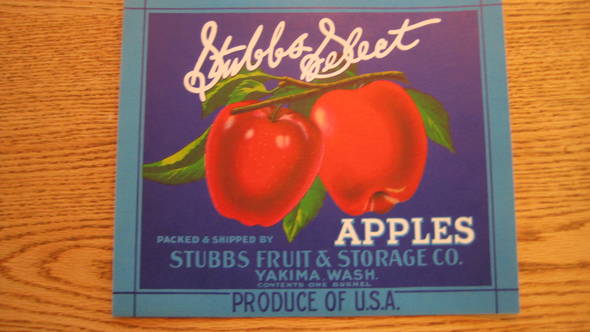 Stubbs Select
APPLES
PACKED & SHIPPED BY
STUBBS FRUIT & STORAGE CO.
YAKIMA, WASH.
CONTENTS ONE BUSHEL
PRODUCE OF U.S.A.